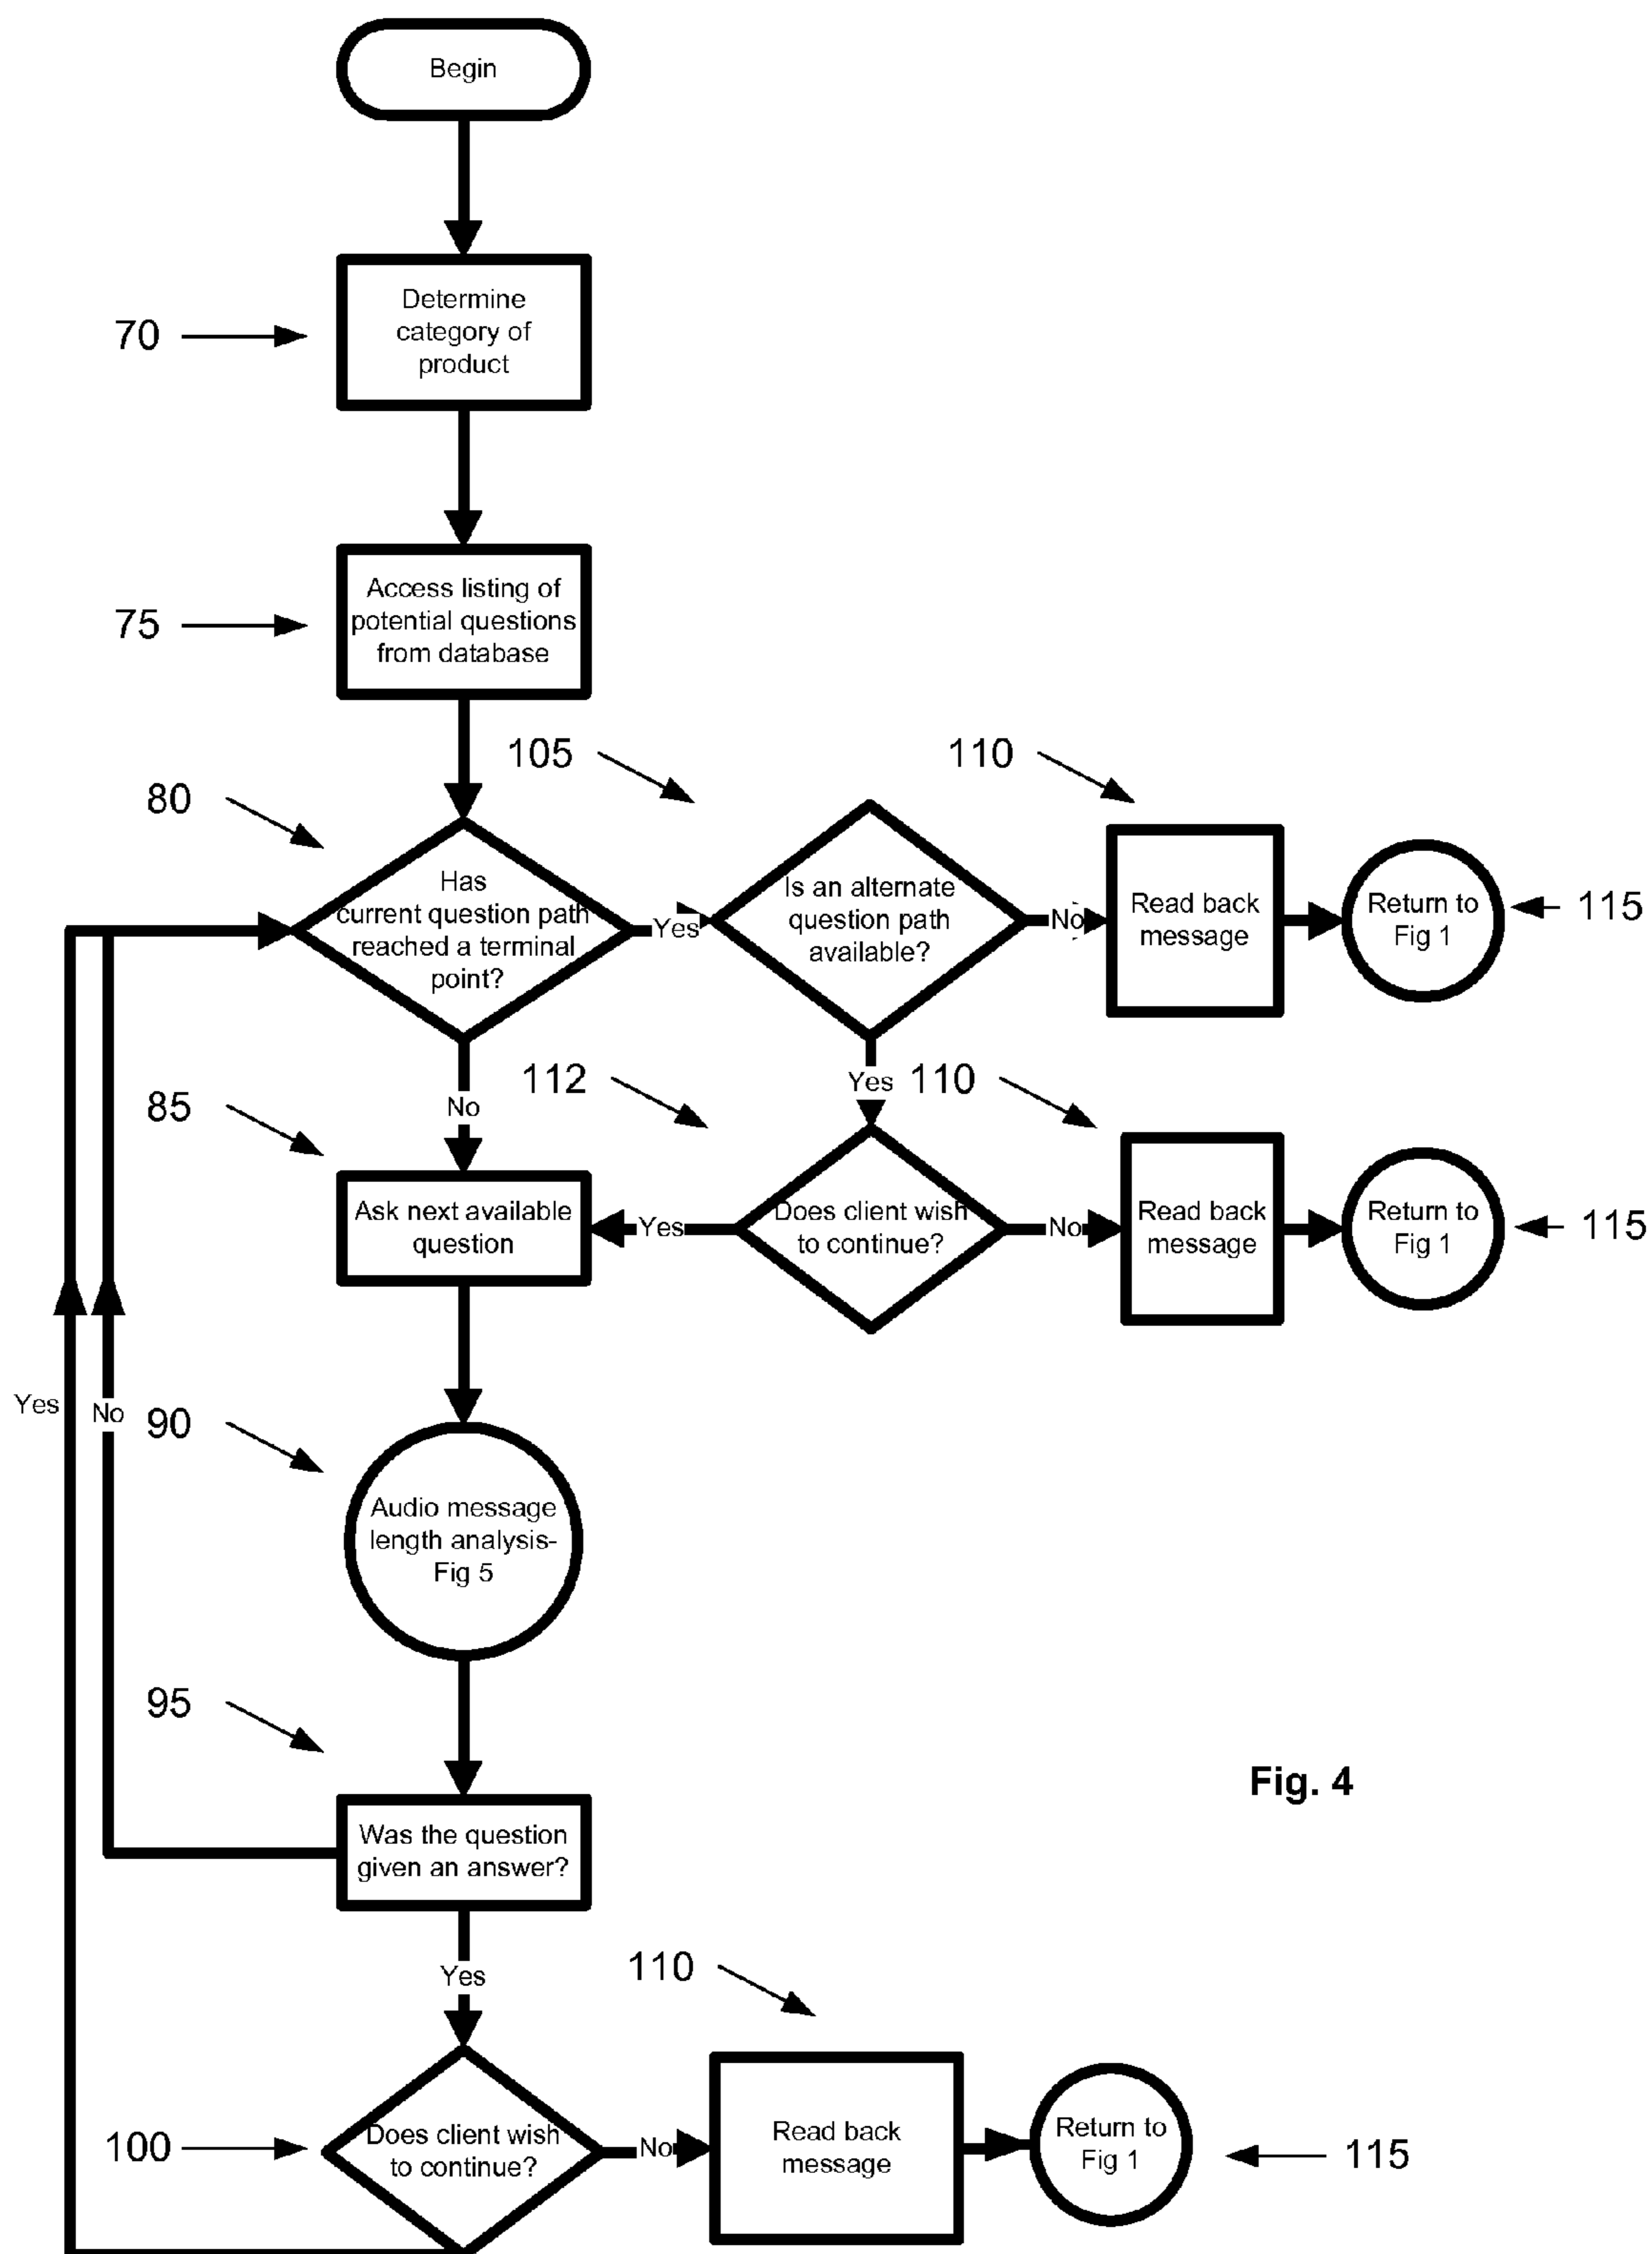 Begin
70
Determine
category of
product
75
Access listing of
potential questions
from database
80
Has
current question path
reached a terminal
point?
Yes
105
Is an alternate
question path
available?
No
110
Read back
message
Return to
Fig 1
115
No
Yes
85
Ask next available
question
Yes
112
Does client wish
to continue?
No
110
Read back
message
Return to
Fig 1
115
Yes
No
90
Audio message
length analysis-
Fig 5
95
Was the question
given an answer?
Fig. 4
Yes
100
Does client wish
to continue?
No
110
Read back
message
Return to
Fig 1
115